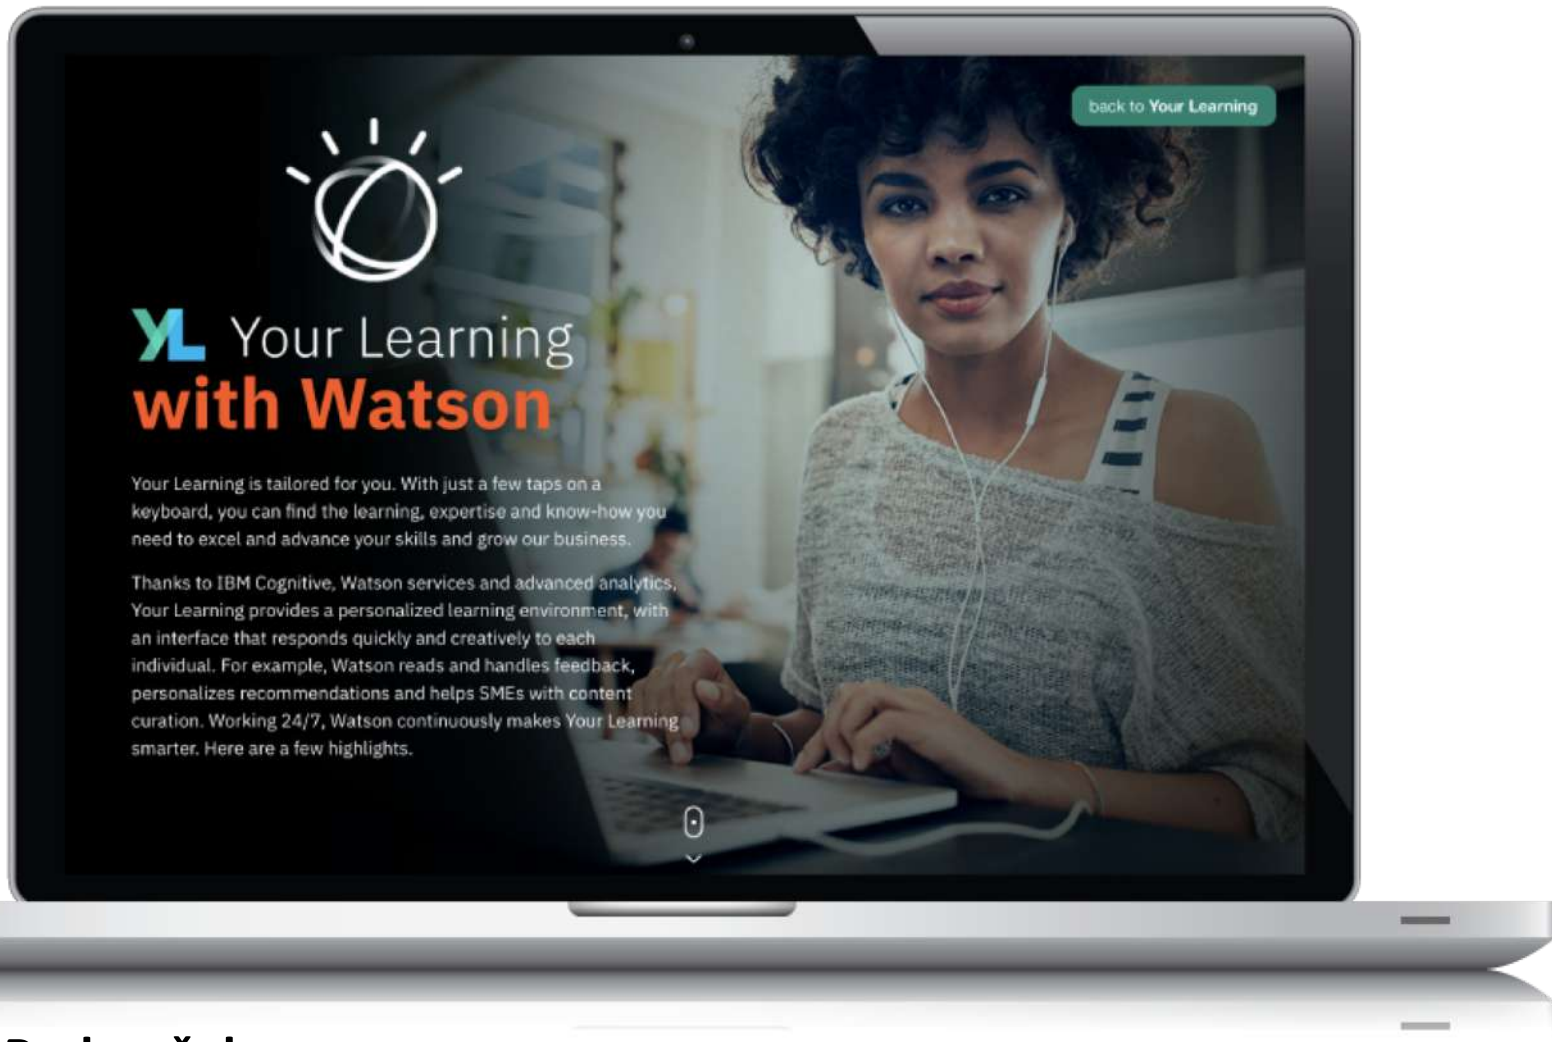 back to Your Learning
YL Your Learning
with Watson
Your Learning is tailored for you. With just a few taps on a
keyboard, you can find the learning, expertise and know-how you
need to excel and advance your skills and grow our business.
Thanks to IBM Cognitive, Watson services and advanced analytics,
Your Learning provides a personalized learning environment, with
an interface that responds quickly and creatively to each
individual. For example, Watson reads and handles feedback,
personalizes recommendations and helps SMEs with content
curation. Working 24/7, Watson continuously makes Your Learning
smarter. Here are a few highlights.